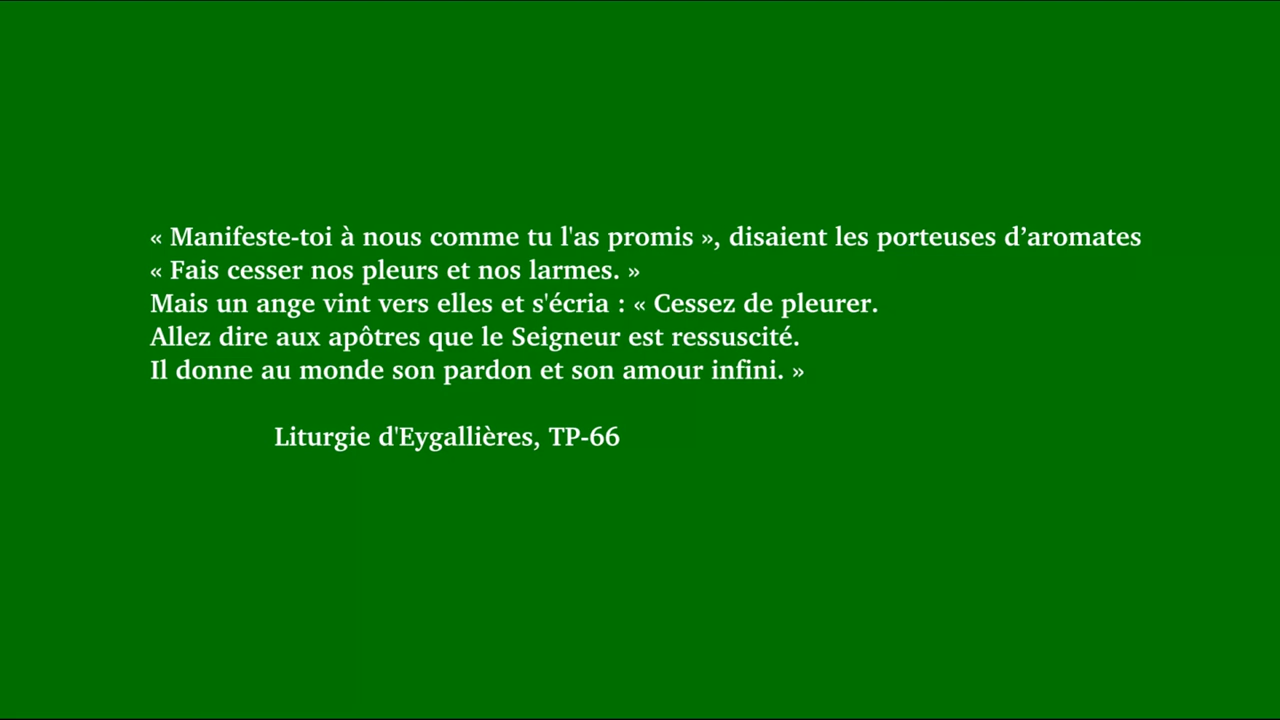 « Manifeste-toi à nous comme tu l'as promis », disaient les porteuses d’aromates
« Fais cesser nos pleurs et nos larmes. »
Mais un ange vint vers elles et s'écria : « Cessez de pleurer.
Allez dire aux apôtres que le Seigneur est ressuscité.
Il donne au monde son pardon et son amour infini. »
Liturgie d'Eygallières, TP-66